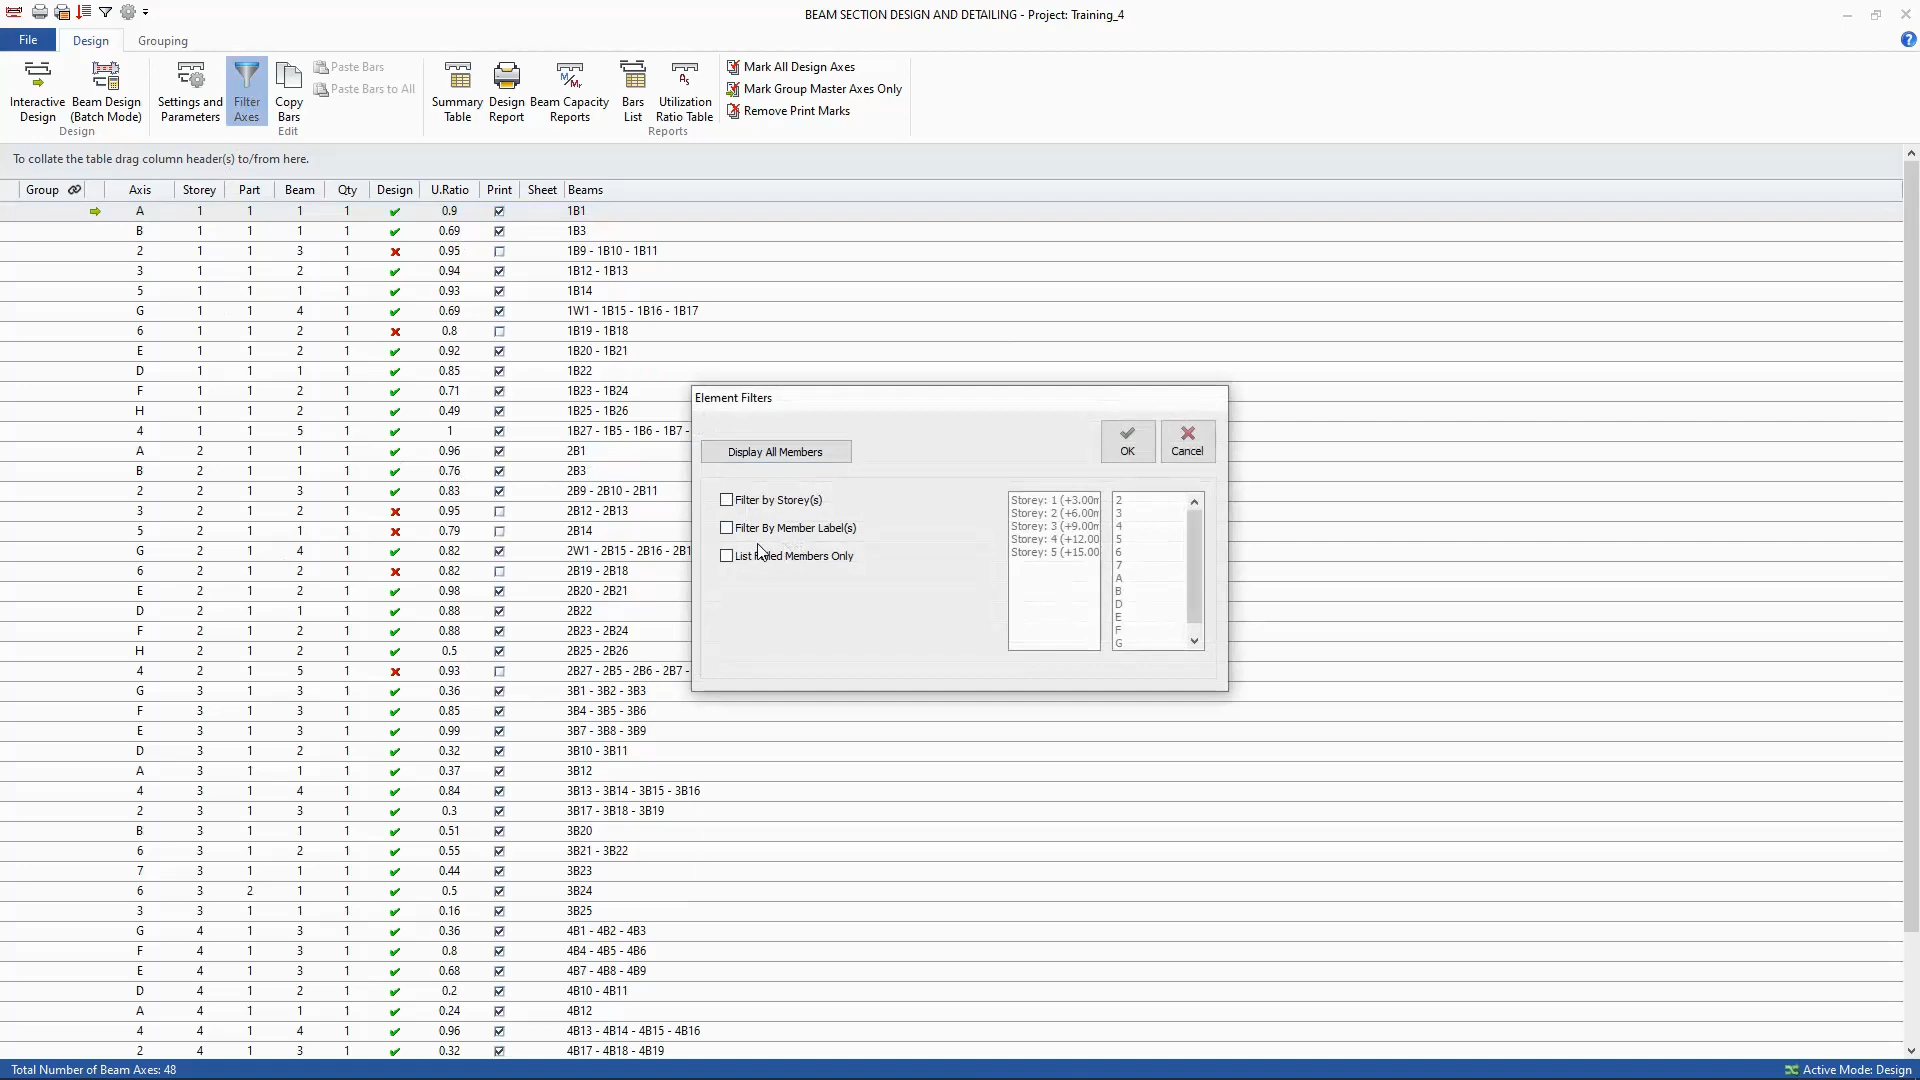 BEAM SECTION DESIGN AND DETAILING - Project: Training_4
File Design Grouping
Interactive Design
Beam Design (Batch Mode)
Design
Settings and Parameters
Filter Axes
Copy Bars
Paste Bars
Paste Bars to All
Edit
Summary Table
Design Report
Beam Capacity Reports
Bars List
Utilization Ratio Table
Reports
Mark All Design Axes
Mark Group Master Axes Only
Remove Print Marks
To collate the table drag column header(s) to/from here.
Group Axis Storey Part Beam Qty Design U.Ratio Print Sheet Beams
A 1 1 1 1 0.9 1B1
B 1 1 1 1 0.69 1B3
2 1 1 3 1 0.95 1B9 - 1B10 - 1B11
3 1 1 2 1 0.94 1B12 - 1B13
5 1 1 1 1 0.93 1B14
G 1 1 4 1 0.69 1W1 - 1B15 - 1B16 - 1B17
6 1 1 2 1 0.8 1B19 - 1B18
E 1 1 2 1 0.92 1B20 - 1B21
D 1 1 1 1 0.85 1B22
F 1 1 2 1 0.71 1B23 - 1B24
H 1 1 2 1 0.49 1B25 - 1B26
4 1 1 5 1 1 1B27 - 1B5 - 1B6 - 1B7 -
A 2 1 1 1 0.96 2B1
B 2 1 1 1 0.76 2B3
2 2 1 3 1 0.83 2B9 - 2B10 - 2B11
3 2 1 2 1 0.95 2B12 - 2B13
5 2 1 1 1 0.79 2B14
G 2 1 4 1 0.82 2W1 - 2B15 - 2B16 - 2B1
6 2 1 2 1 0.82 2B19 - 2B18
E 2 1 2 1 0.98 2B20 - 2B21
D 2 1 1 1 0.88 2B22
F 2 1 2 1 0.88 2B23 - 2B24
H 2 1 2 1 0.5 2B25 - 2B26
4 2 1 5 1 0.93 2B27 - 2B5 - 2B6 - 2B7 -
G 3 1 3 1 0.36 3B1 - 3B2 - 3B3
F 3 1 3 1 0.85 3B4 - 3B5 - 3B6
E 3 1 3 1 0.99 3B7 - 3B8 - 3B9
D 3 1 2 1 0.32 3B10 - 3B11
A 3 1 1 1 0.37 3B12
4 3 1 4 1 0.84 3B13 - 3B14 - 3B15 - 3B16
2 3 1 3 1 0.3 3B17 - 3B18 - 3B19
B 3 1 1 1 0.51 3B20
6 3 1 2 1 0.55 3B21 - 3B22
7 3 1 1 1 0.44 3B23
6 3 2 1 1 0.5 3B24
3 3 1 1 1 0.16 3B25
G 4 1 3 1 0.36 4B1 - 4B2 - 4B3
F 4 1 3 1 0.8 4B4 - 4B5 - 4B6
E 4 1 3 1 0.68 4B7 - 4B8 - 4B9
D 4 1 2 1 0.2 4B10 - 4B11
A 4 1 1 1 0.24 4B12
4 4 1 4 1 0.96 4B13 - 4B14 - 4B15 - 4B16
2 4 1 3 1 0.32 4B17 - 4B18 - 4B19
Element Filters
Display All Members
OK
Cancel
Filter by Storey(s)
Filter By Member Label(s)
List Members Only
Storey: 1 (+3.00m
Storey: 2 (+6.00m
Storey: 3 (+9.00m
Storey: 4 (+12.00
Storey: 5 (+15.00
2
3
4
5
6
7
A
B
D
E
F
G
Total Number of Beam Axes: 48
Active Mode: Design